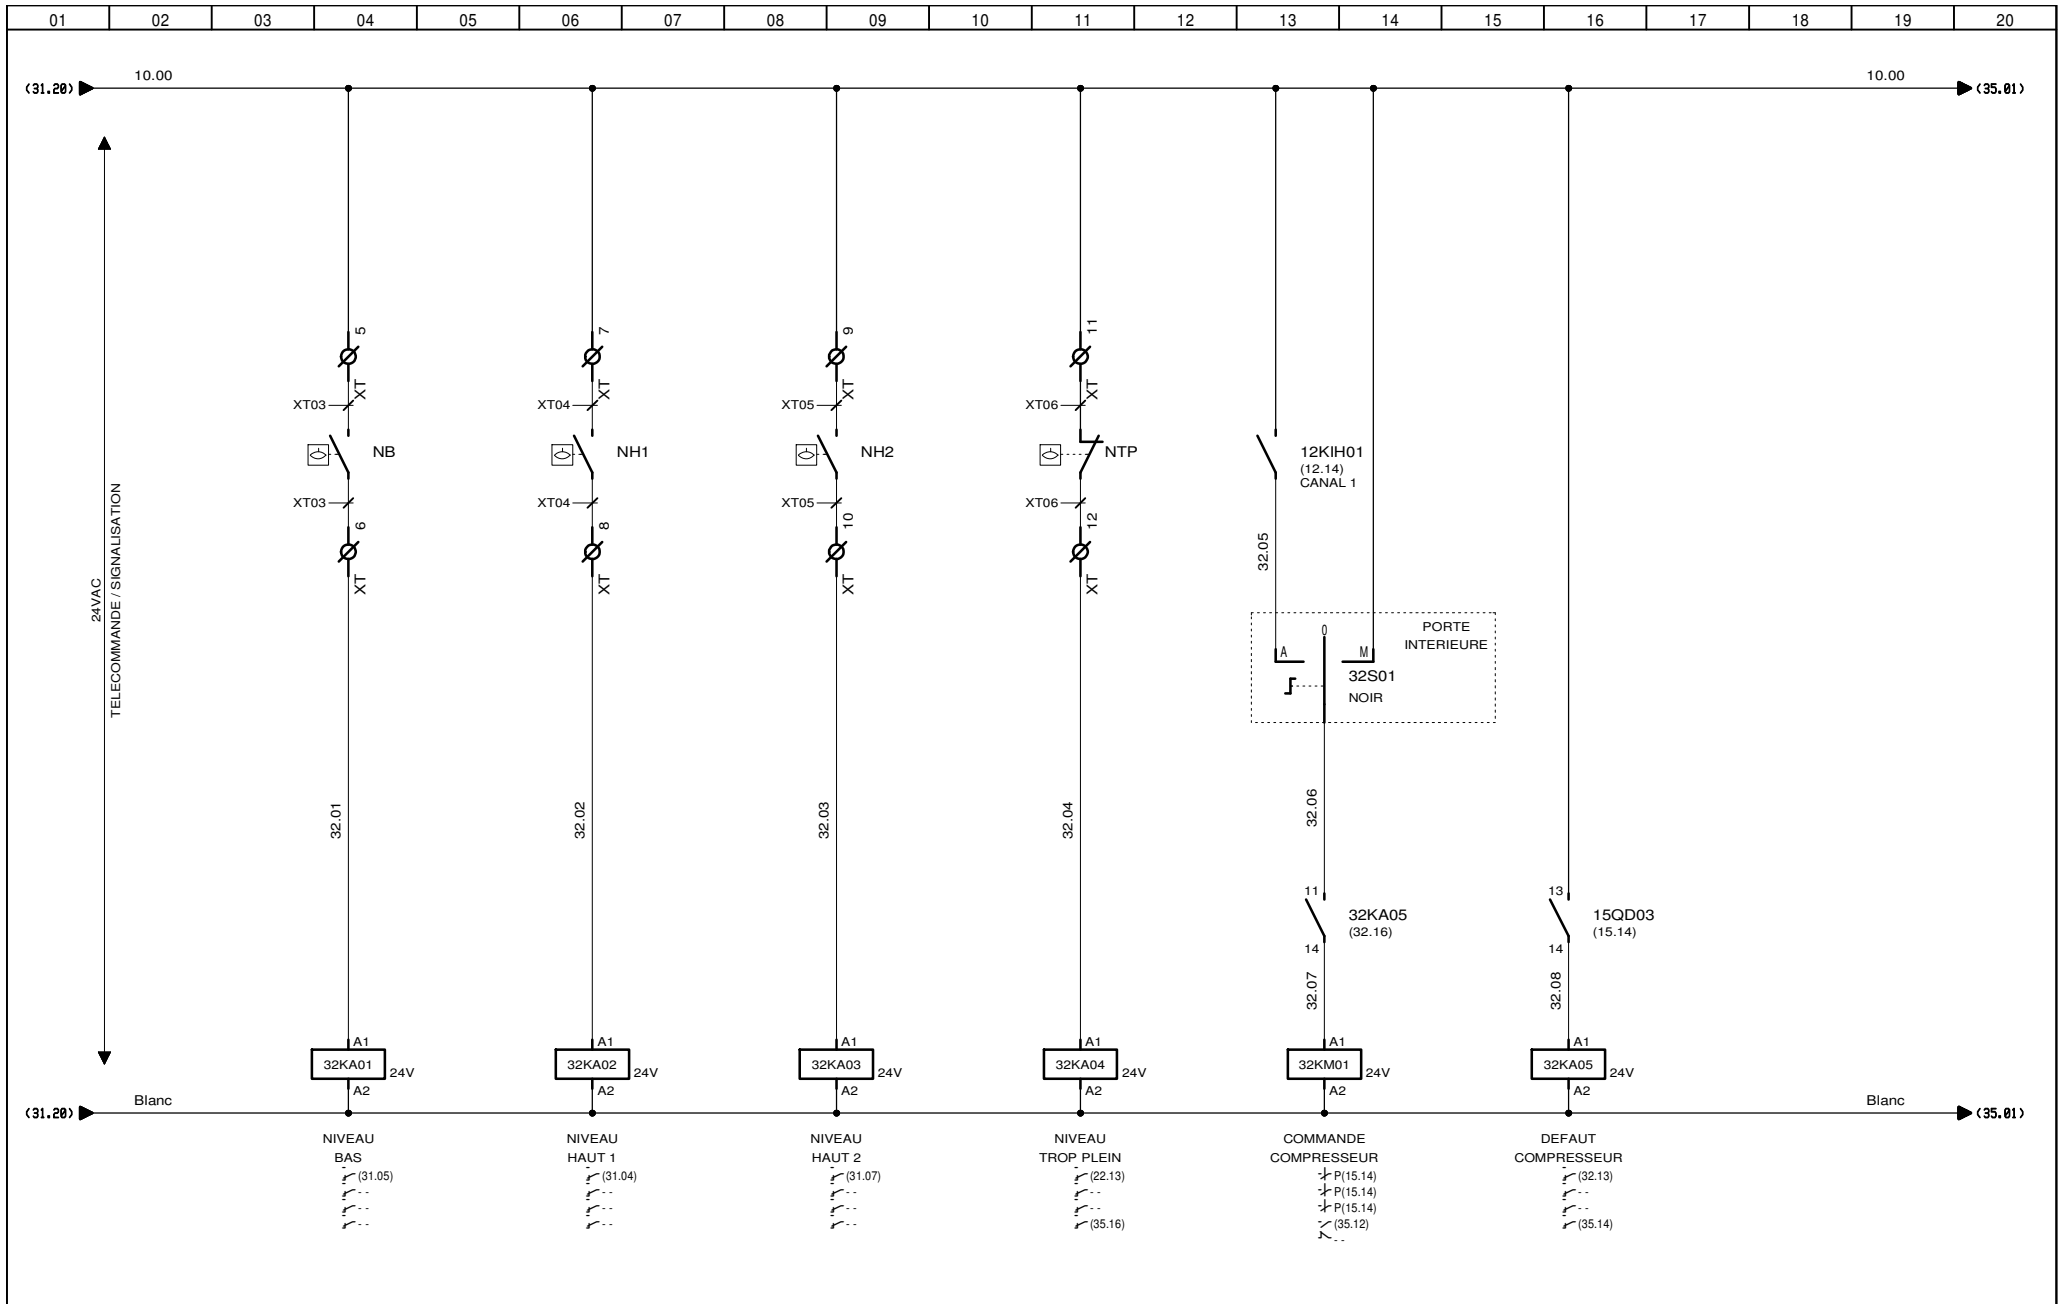 01 02 03 04 05 06 07 08 09 10 11 12 13 14 15 16 17 18 19 20
10.00 10.00
(31.20) (35.01)
24VAC
TELECOMMANDE / SIGNALISATION
5 7 9 11
XT XT XT XT
XT03 XT04 XT05 XT06
NB NH1 NH2 NTP 12KIH01
(12.14)
CANAL 1
XT03 XT04 XT05 XT06
6 8 10 12
XT XT XT XT
32.05
PORTE
INTERIEURE
0
A M
32S01
NOIR
32.01 32.02 32.03 32.04 32.06
11 13
32KA05 15QD03
(32.16) (15.14)
14 14
32.07 32.08
A1 A1 A1 A1 A1 A1
32KA01 32KA02 32KA03 32KA04 32KM01 32KA05
24V 24V 24V 24V 24V 24V
A2 A2 A2 A2 A2 A2
Blanc Blanc
(31.20) (35.01)
NIVEAU NIVEAU NIVEAU NIVEAU COMMANDE DEFAUT
BAS HAUT 1 HAUT 2 TROP PLEIN COMPRESSEUR COMPRESSEUR
(31.05) (31.04) (31.07) (22.13) P(15.14) (32.13)
- - - - - - - - P(15.14) - -
- - - - - - - - P(15.14) - -
- - - - - - (35.16) (35.12) (35.14)
- -